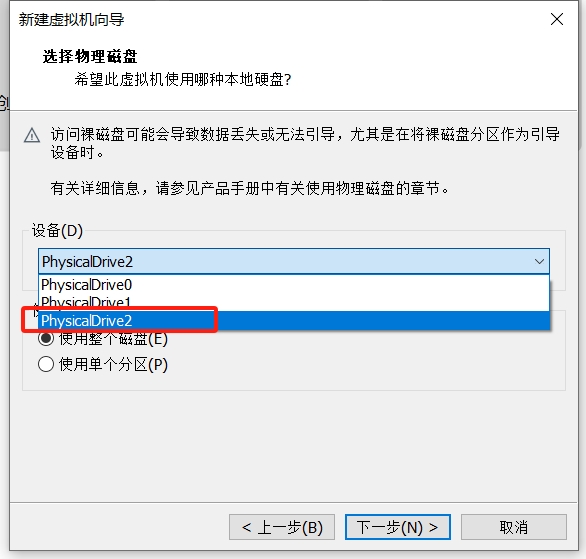 新建虚拟机向导
选择物理磁盘
希望此虚拟机使用哪种本地硬盘?
访问裸磁盘可能会导致数据丢失或无法引导，尤其是在将裸磁盘分区作为引导
设备时。
有关详细信息，请参见产品手册中有关使用物理磁盘的章节。
设备(D)
PhysicalDrive2
PhysicalDrive0
PhysicalDrive1
PhysicalDrive2
使用整个磁盘(E)
使用单个分区(P)
< 上一步(B)
下一步(N) >
取消